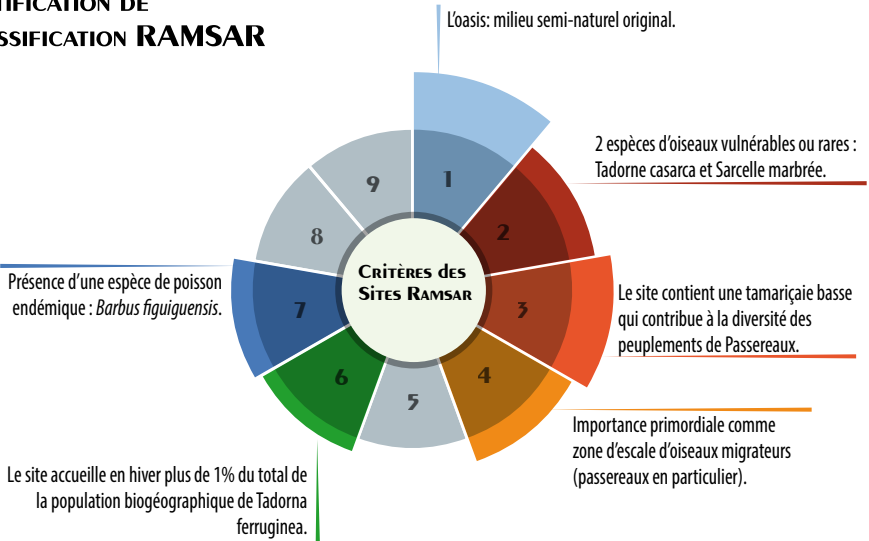 DE
RAMSAR
L'oasis: milieu semi-naturel original.
2 espèces d'oiseaux vulnérables ou rares :
Tadorne casarca et Sarcelle marbrée.
Le site contient une tamariçaie basse
qui contribue à la diversité des
peuplements de Passereaux.
Importance primordiale comme
zone d'escale d'oiseaux migrateurs
(passereaux en particulier).
Le site accueille en hiver plus de 1% du total de
la population biogéographique de Tadorna
ferruginea.
Présence d'une espèce de poisson
endémique : Barbus figuiguensis.
Critères des
Sites Ramsar
1
2
3
4
5
6
7
8
9